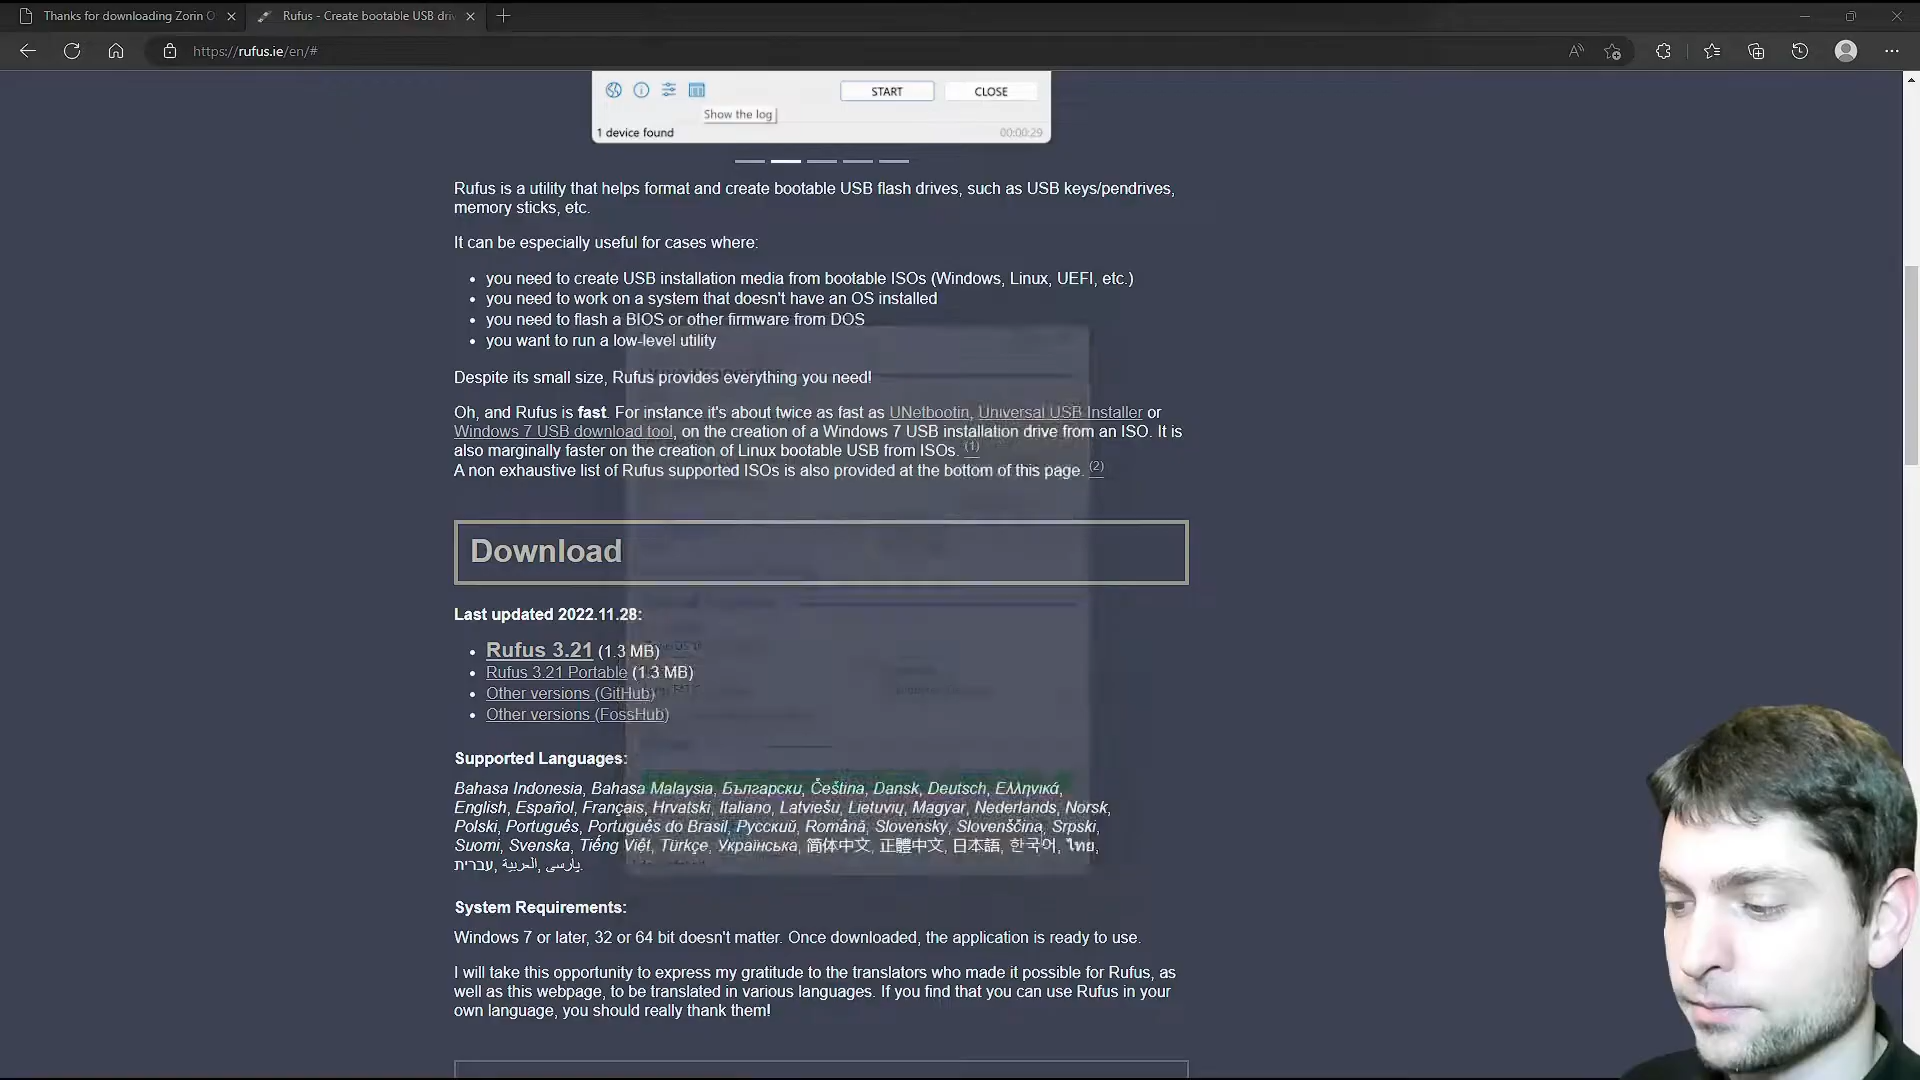 Thanks for downloading Zorin O
Rufus - Create bootable USB driv
https://rufus.ie/en/#
START
CLOSE
Show the log
1 device found
00:00:29
Rufus is a utility that helps format and create bootable USB flash drives, such as USB keys/pendrives,
memory sticks, etc.
It can be especially useful for cases where:
you need to create USB installation media from bootable ISOs (Windows, Linux, UEFI, etc.)
you need to work on a system that doesn't have an OS installed
you need to flash a BIOS or other firmware from DOS
you want to run a low-level utility
Despite its small size, Rufus provides everything you need!
Oh, and Rufus is fast. For instance it's about twice as fast as UNetbootin, Universal USB Installer or
Windows 7 USB download tool, on the creation of a Windows 7 USB installation drive from an ISO. It is
also marginally faster on the creation of Linux bootable USB from ISOs. (1)
A non exhaustive list of Rufus supported ISOs is also provided at the bottom of this page. (2)
Download
Last updated 2022.11.28:
Rufus 3.21 (1.3 MB)
Rufus 3.21 Portable (1.3 MB)
Other versions (GitHub)
Other versions (FossHub)
Supported Languages:
Bahasa Indonesia, Bahasa Malaysia, Български, Čeština, Dansk, Deutsch, Ελληνικά,
English, Español, Français, Hrvatski, Italiano, Latviešu, Lietuvių, Magyar, Nederlands, Norsk,
Polski, Português, Português do Brasil, Русский, Română, Slovensky, Slovenščina, Srpski,
Suomi, Svenska, Tiếng Việt, Türkçe, Українська, 简体中文, 正體中文, 日本語, 한국어, ไทย,
עברית, العربية, پارسی.
System Requirements:
Windows 7 or later, 32 or 64 bit doesn't matter. Once downloaded, the application is ready to use.
I will take this opportunity to express my gratitude to the translators who made it possible for Rufus, as
well as this webpage, to be translated in various languages. If you find that you can use Rufus in your
own language, you should really thank them!